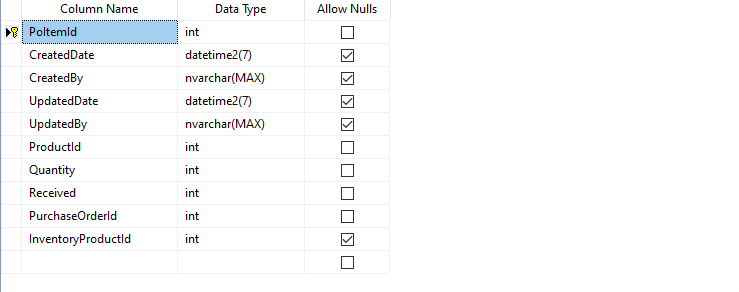 Column Name Data Type Allow Nulls
PoItemId int
CreatedDate datetime2(7)
CreatedBy nvarchar(MAX)
UpdatedDate datetime2(7)
UpdatedBy nvarchar(MAX)
ProductId int
Quantity int
Received int
PurchaseOrderId int
InventoryProductId int